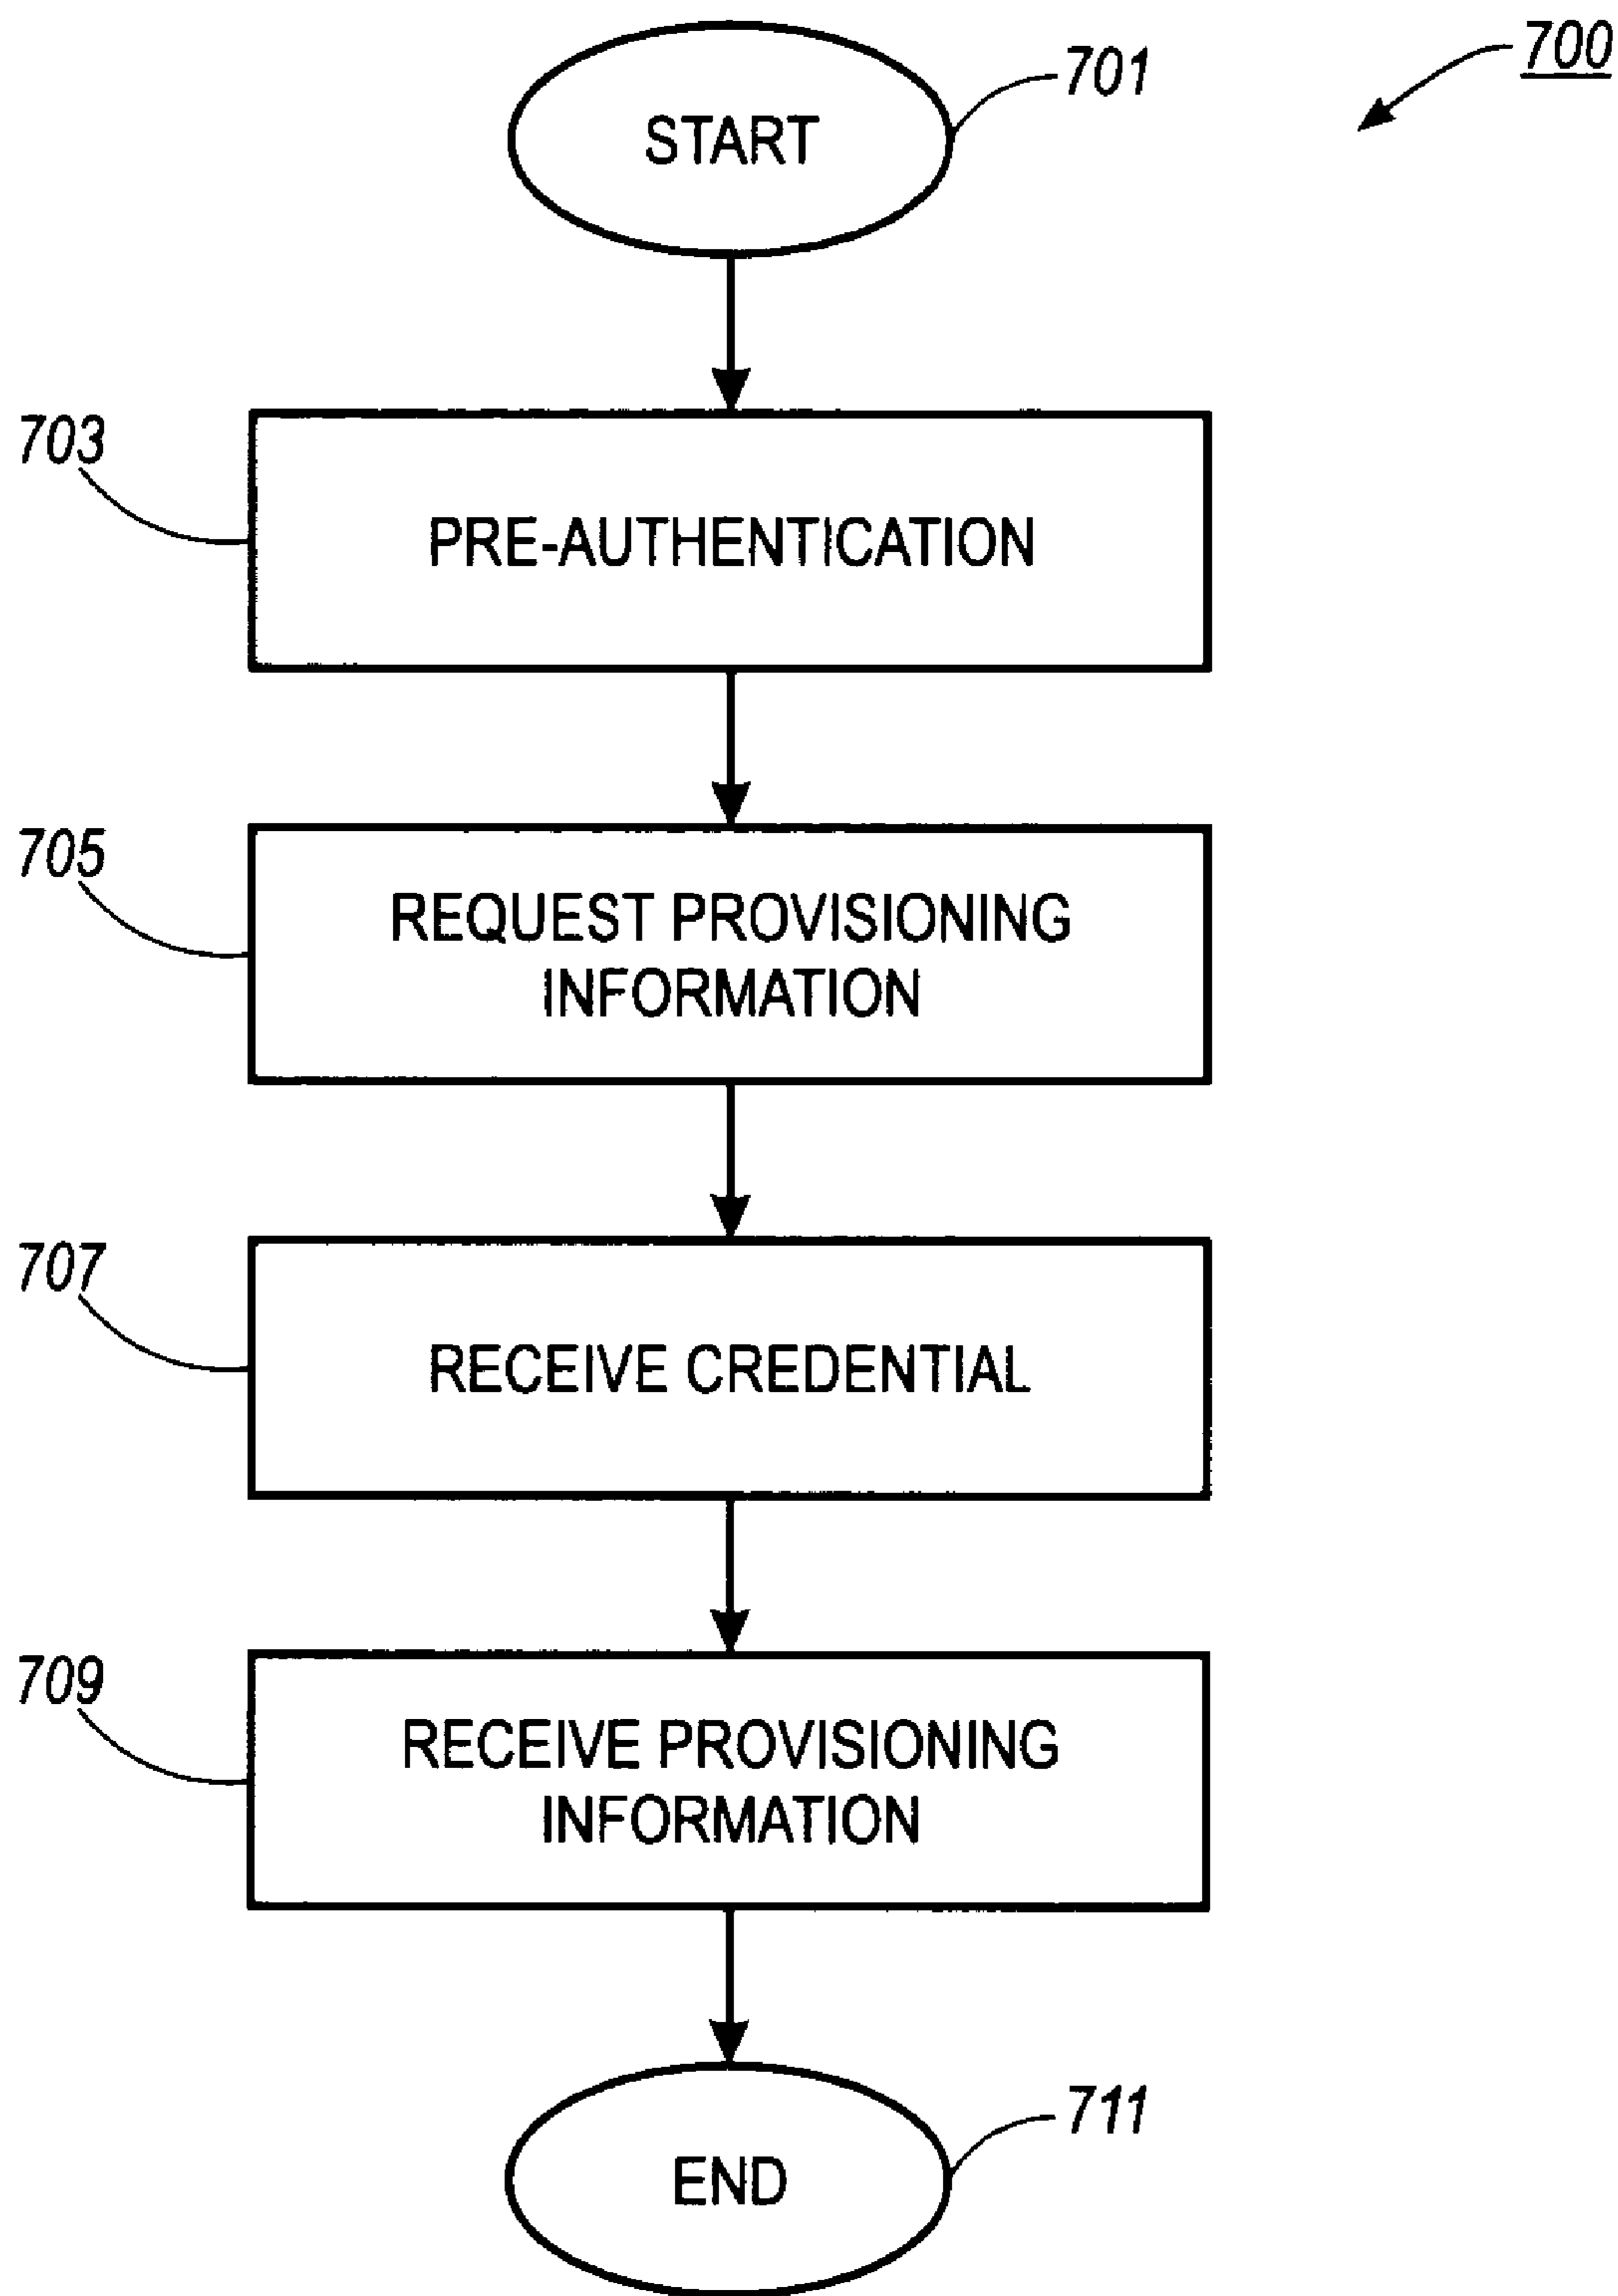 700
701
START
703
PRE-AUTHENTICATION
705
REQUEST PROVISIONING
INFORMATION
707
RECEIVE CREDENTIAL
709
RECEIVE PROVISIONING
INFORMATION
711
END